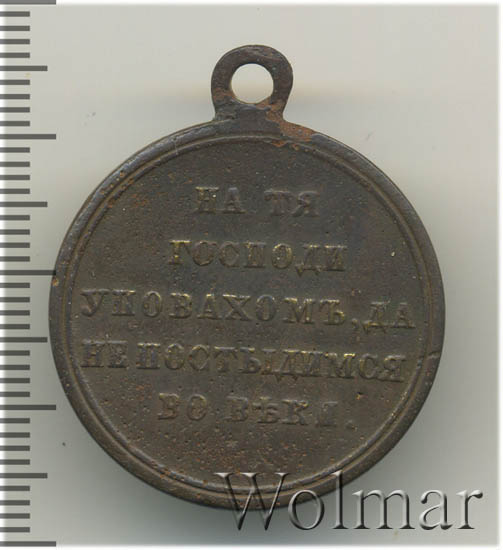 НА ТЯ
ГОСПОДИ
УПОВАХОМЪ, ДА
НЕ ПОСТЫДИМСЯ
ВО ВѢКИ.
Wolmar